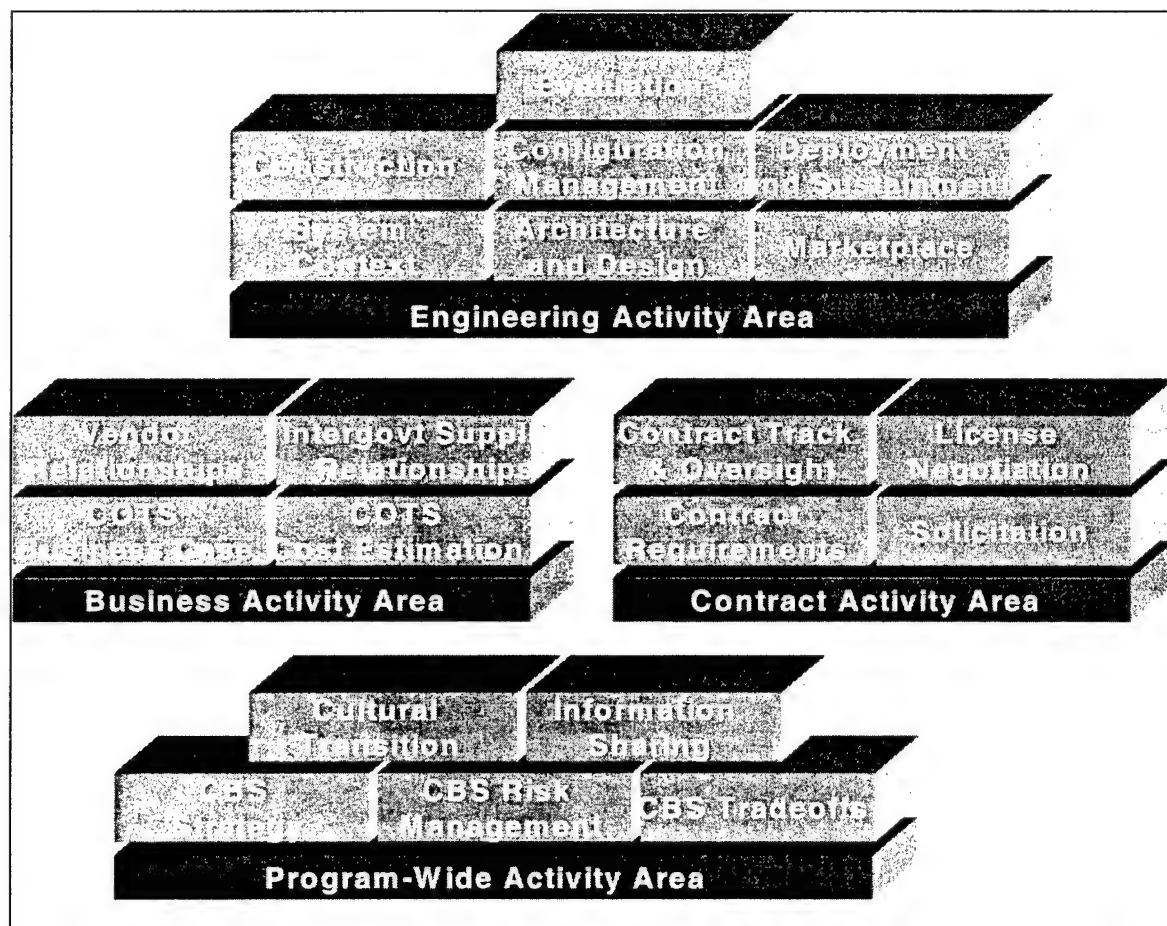 Evaluation
Construction
Configuration
Management
Deployment
and Sustainment
System
Context
Architecture
and Design
Marketplace
Engineering Activity Area
Vendor
Relationships
Intergovt Suppl
Relationships
COTS
Business Case
COTS
Cost Estimation
Business Activity Area
Contract Track
& Oversight
License
Negotiation
Contract
Requirements
Solicitation
Contract Activity Area
Cultural
Transition
Information
Sharing
CBS
Strategy
CBS Risk
Management
CBS Tradeoffs
Program-Wide Activity Area